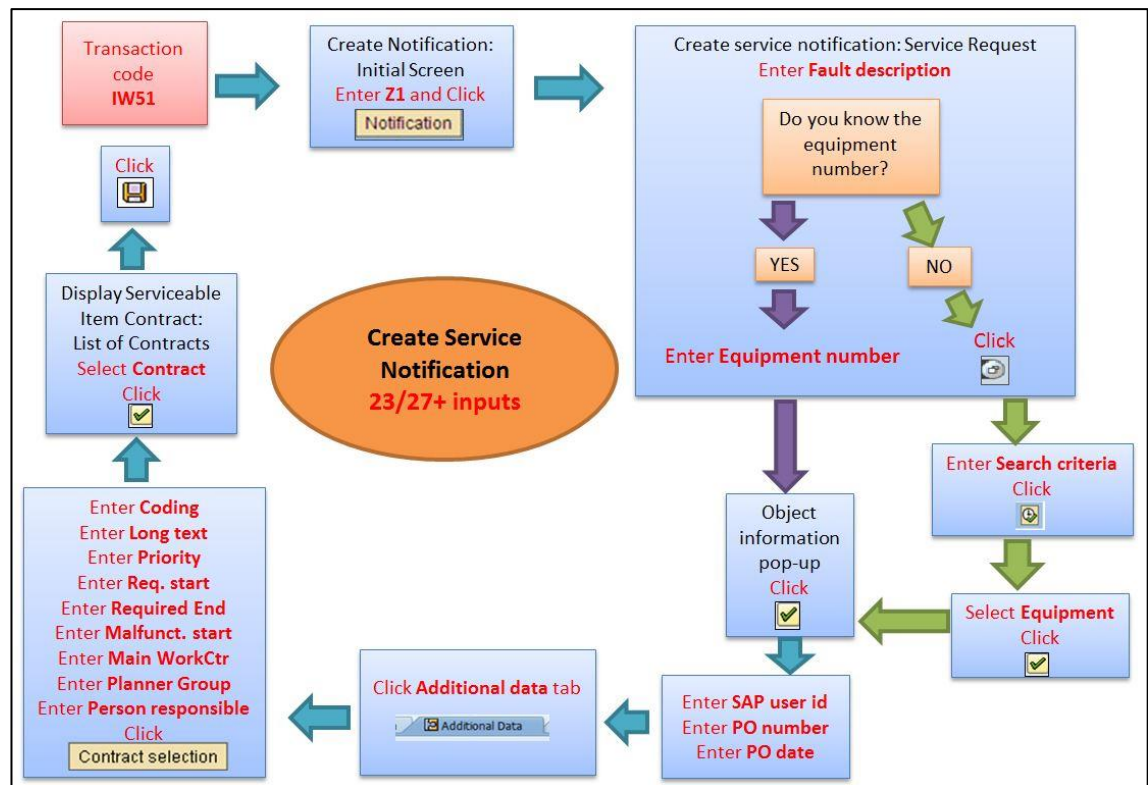 Transaction
code
IW51
Create Notification:
Initial Screen
Enter Z1 and Click
Notification
Create service notification: Service Request
Enter Fault description
Do you know the
equipment
number?
YES
NO
Enter Equipment number
Click
Enter Search criteria
Click
Select Equipment
Click
Object
information
pop-up
Click
Enter SAP user id
Enter PO number
Enter PO date
Click Additional data tab
Additional Data
Enter Coding
Enter Long text
Enter Priority
Enter Req. start
Enter Required End
Enter Malfunct. start
Enter Main WorkCtr
Enter Planner Group
Enter Person responsible
Click
Contract selection
Display Serviceable
Item Contract:
List of Contracts
Select Contract
Click
Click
Create Service
Notification
23/27+ inputs